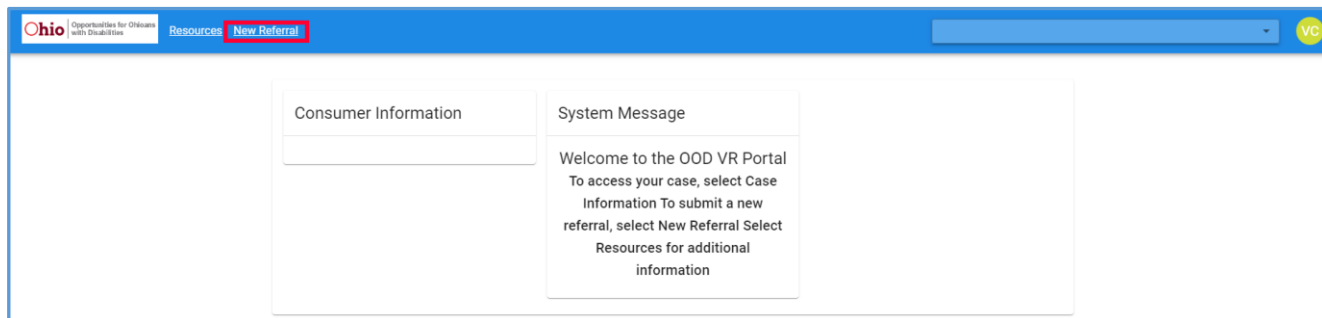 Ohio Opportunities for Ohioans
with Disabilities
Resources New Referral
VC
Consumer Information
System Message
Welcome to the OOD VR Portal
To access your case, select Case
Information To submit a new
referral, select New Referral Select
Resources for additional
information